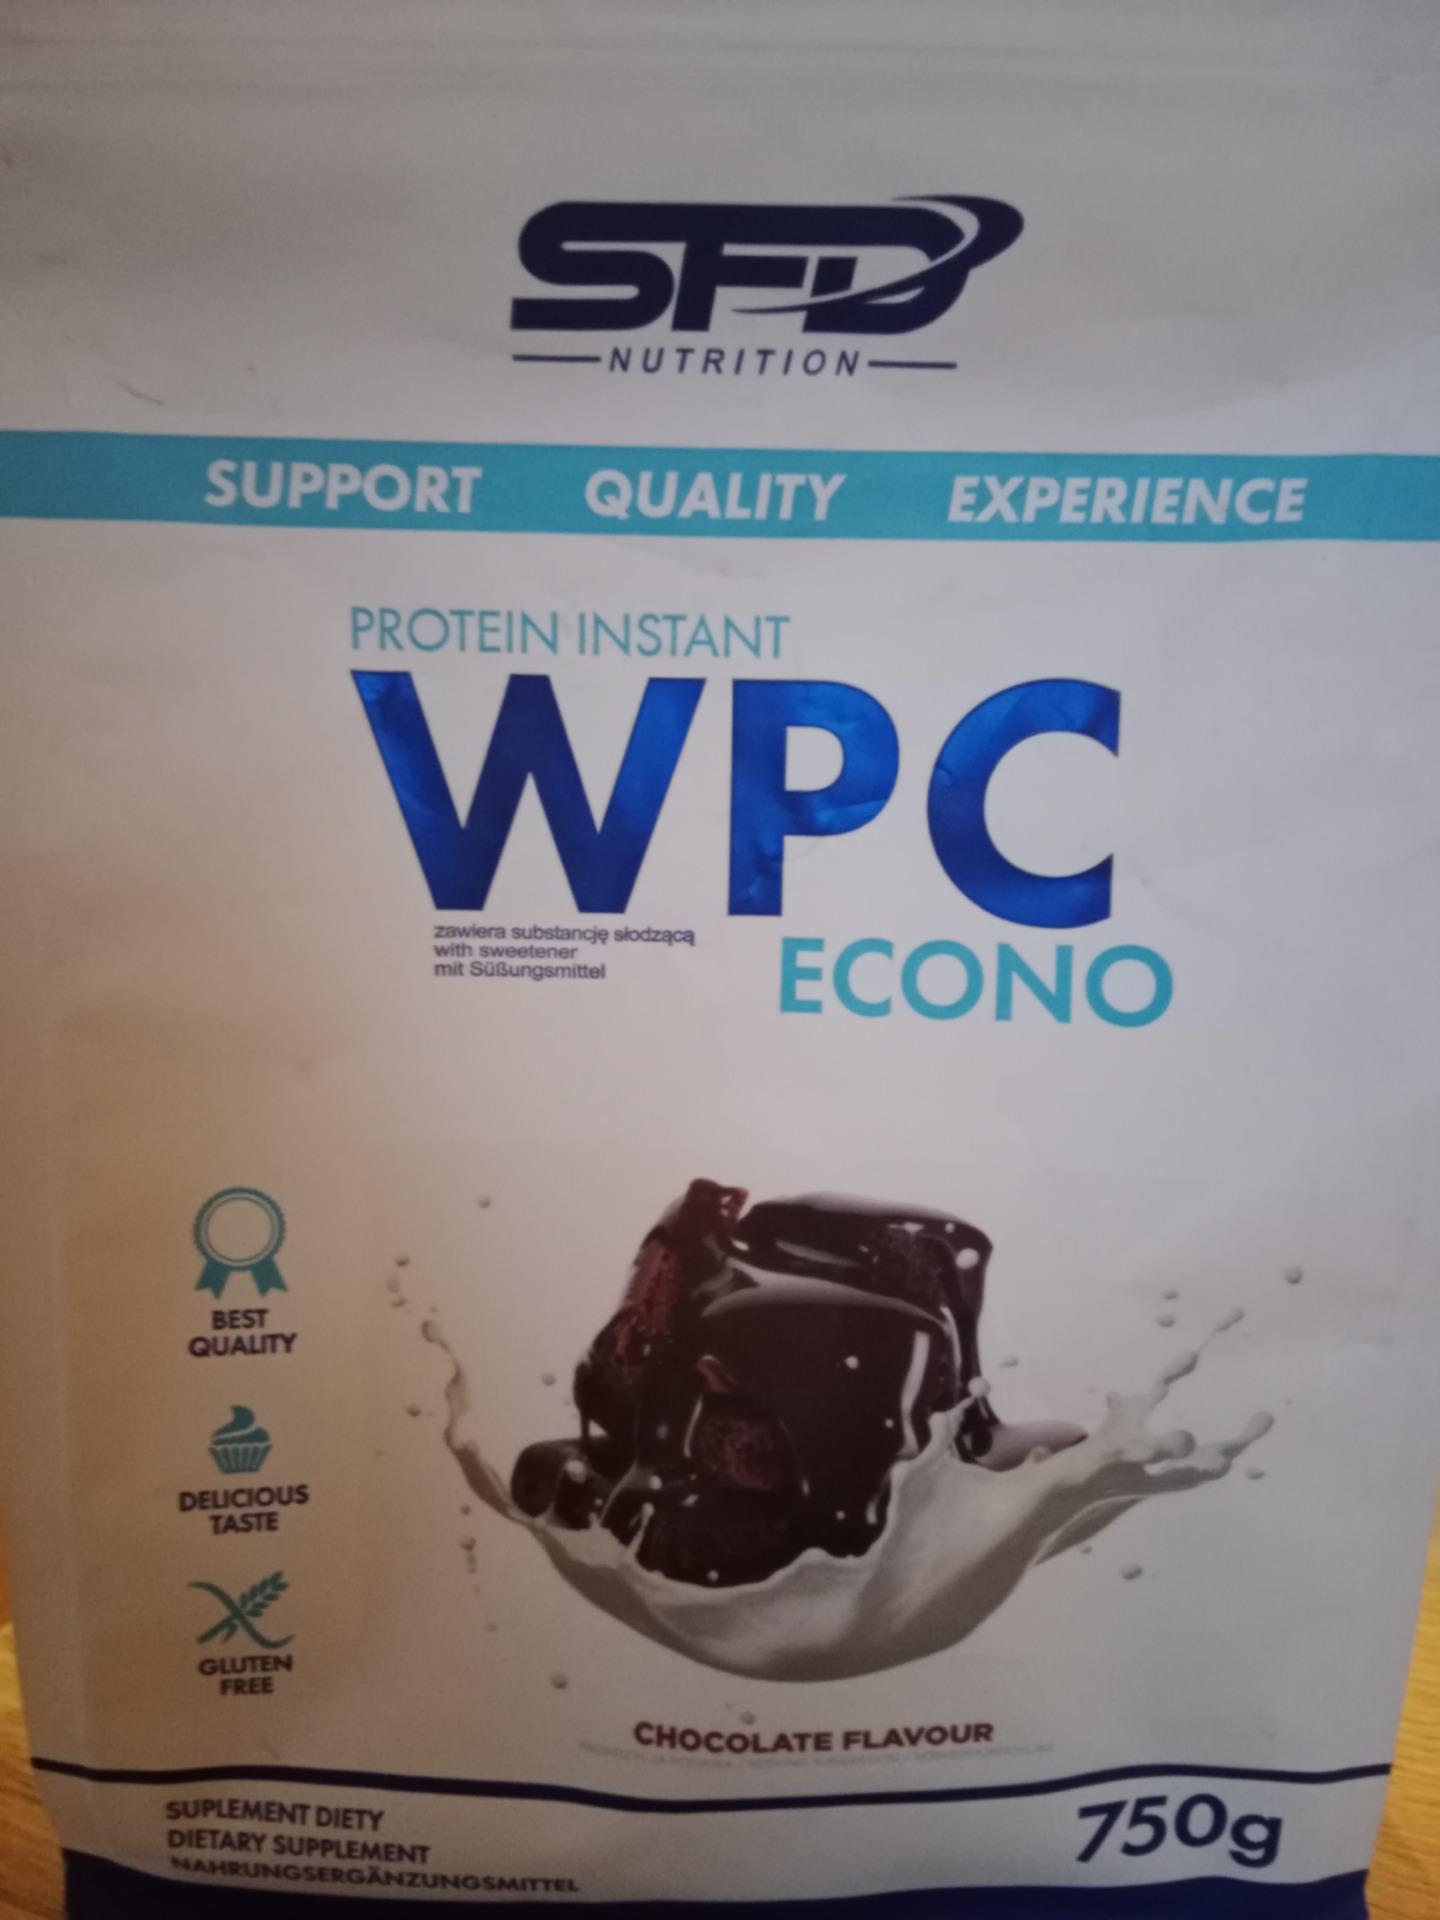 SFD
NUTRITION
SUPPORT QUALITY EXPERIENCE
PROTEIN INSTANT
WPC
zawiera substancję słodzącą
with sweetener
mit Süßungsmittel
ECONO
BEST
QUALITY
DELICIOUS
TASTE
GLUTEN
FREE
CHOCOLATE FLAVOUR
SUPLEMENT DIETY
DIETARY SUPPLEMENT
NAHRUNGSERGÄNZUNGSMITTEL
750g